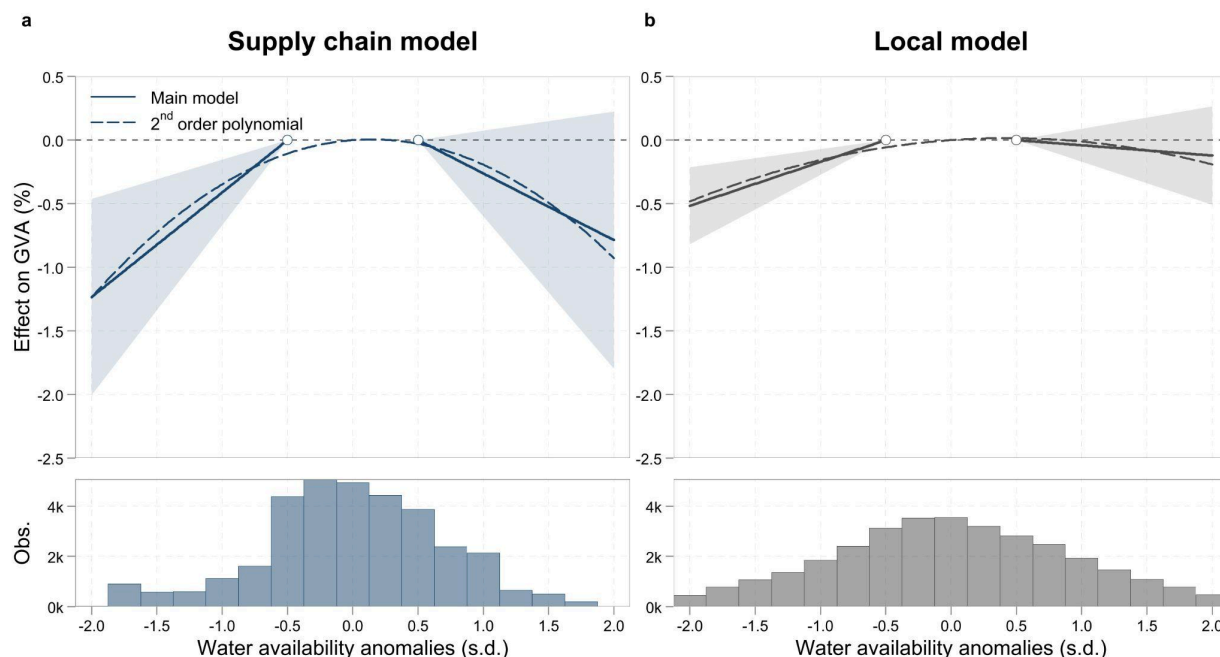 a
Supply chain model
0.5
0.0
-0.5
-1.0
-1.5
-2.0
-2.5
Effect on GVA (%)
Main model
2nd order polynomial
4k
2k
0k
Obs.
-2.0 -1.5 -1.0 -0.5 0.0 0.5 1.0 1.5 2.0
Water availability anomalies (s.d.)
b
Local model
0.5
0.0
-0.5
-1.0
-1.5
-2.0
-2.5
4k
2k
0k
-2.0 -1.5 -1.0 -0.5 0.0 0.5 1.0 1.5 2.0
Water availability anomalies (s.d.)